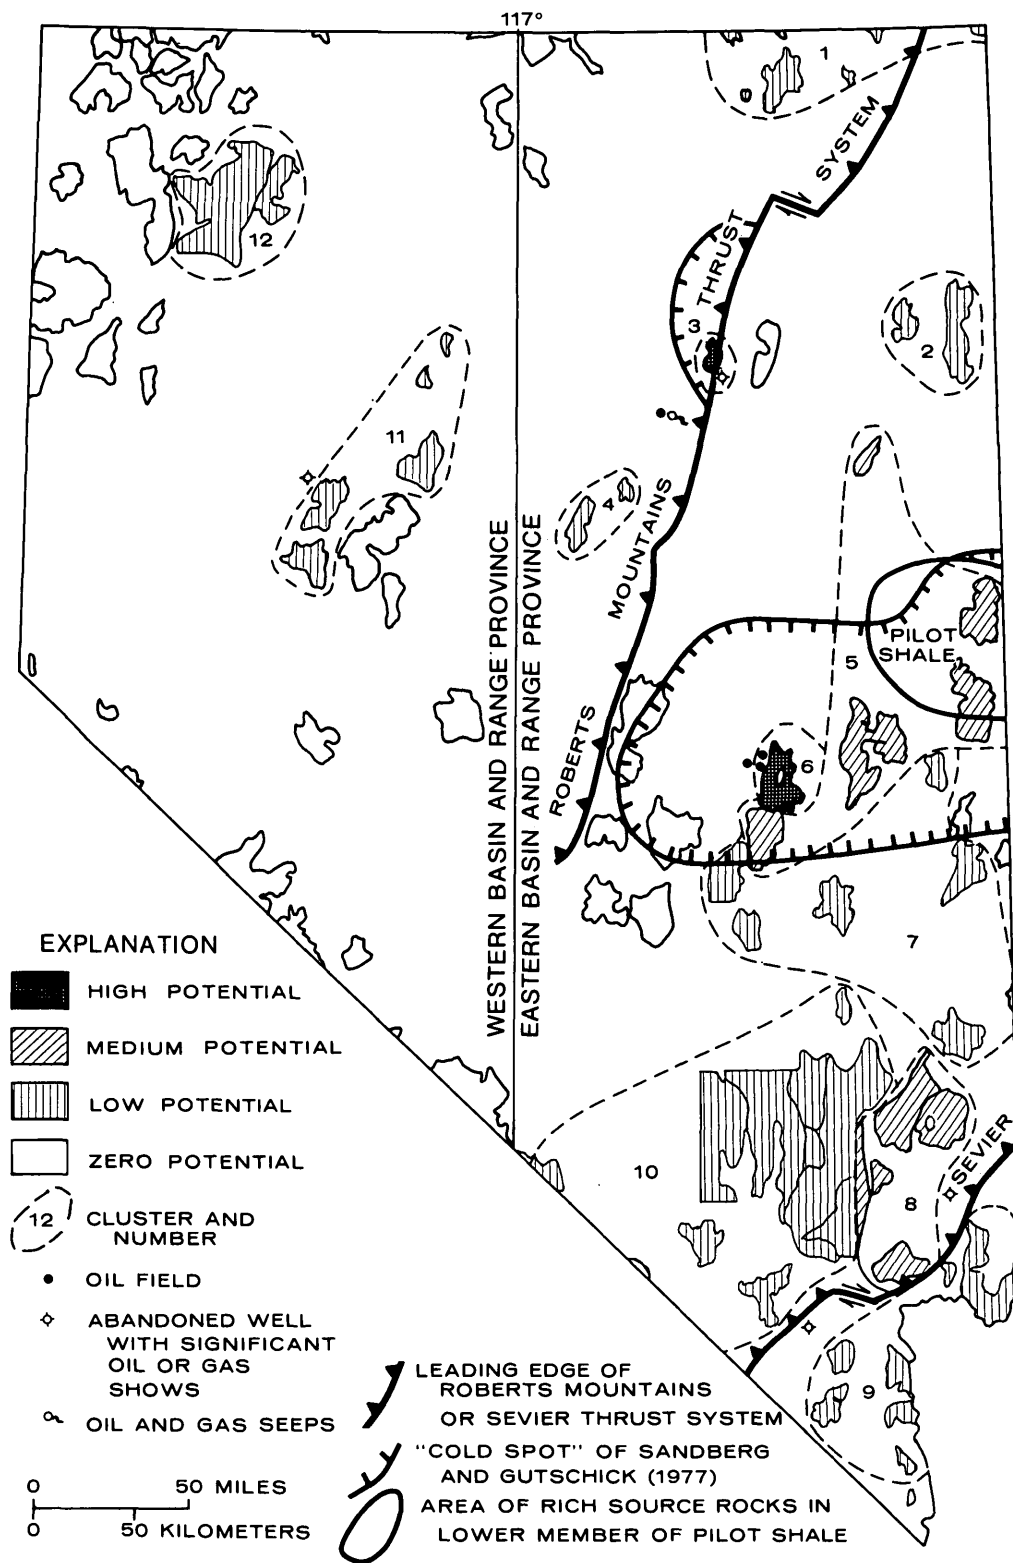 117°
1
SYSTEM
12
THRUST
3
2
11
4
MOUNTAINS
WESTERN BASIN AND RANGE PROVINCE
EASTERN BASIN AND RANGE PROVINCE
PILOT
SHALE
5
ROBERTS
6
7
10
SEVIER
8
9
EXPLANATION
HIGH POTENTIAL
MEDIUM POTENTIAL
LOW POTENTIAL
ZERO POTENTIAL
12
CLUSTER AND
NUMBER
OIL FIELD
ABANDONED WELL
WITH SIGNIFICANT
OIL OR GAS
SHOWS
OIL AND GAS SEEPS
0 50 MILES
0 50 KILOMETERS
LEADING EDGE OF
ROBERTS MOUNTAINS
OR SEVIER THRUST SYSTEM
"COLD SPOT" OF SANDBERG
AND GUTSCHICK (1977)
AREA OF RICH SOURCE ROCKS IN
LOWER MEMBER OF PILOT SHALE